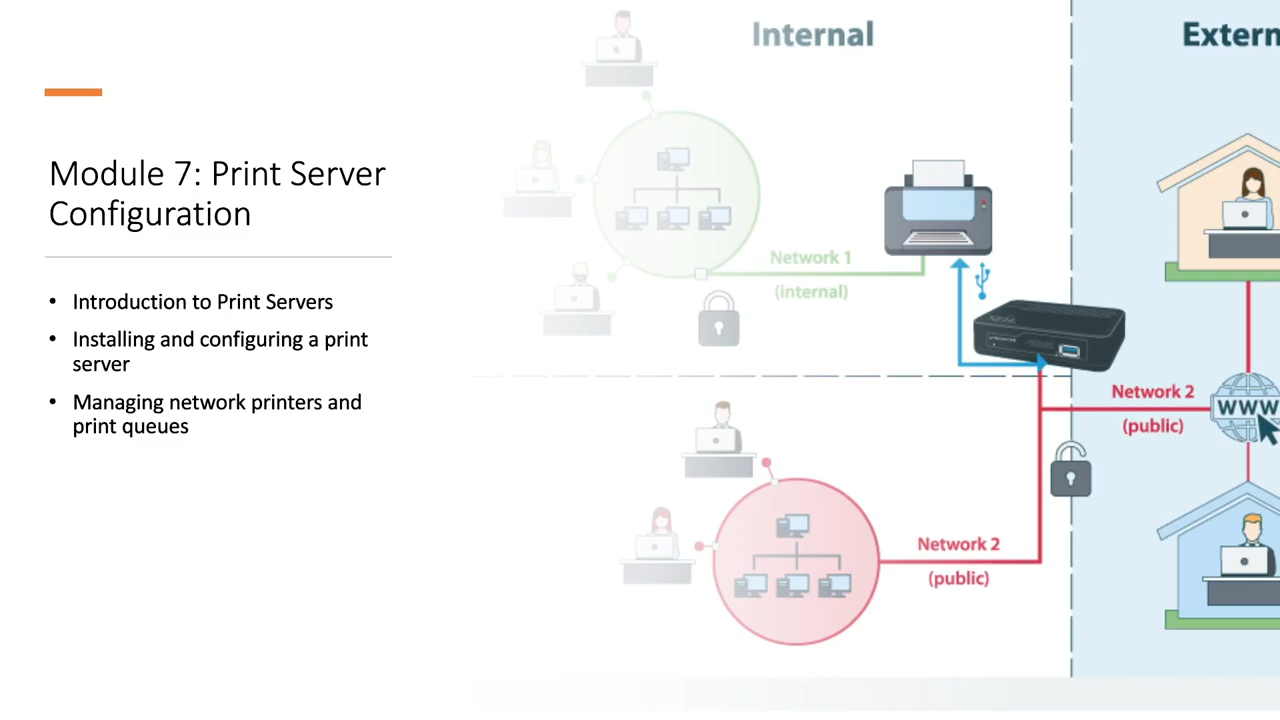 Module 7: Print Server
Configuration
• Introduction to Print Servers
• Installing and configuring a print
server
• Managing network printers and
print queues
Internal
Network 1
(internal)
Network 2
(public)
Extern
Network 2
(public)
WWW